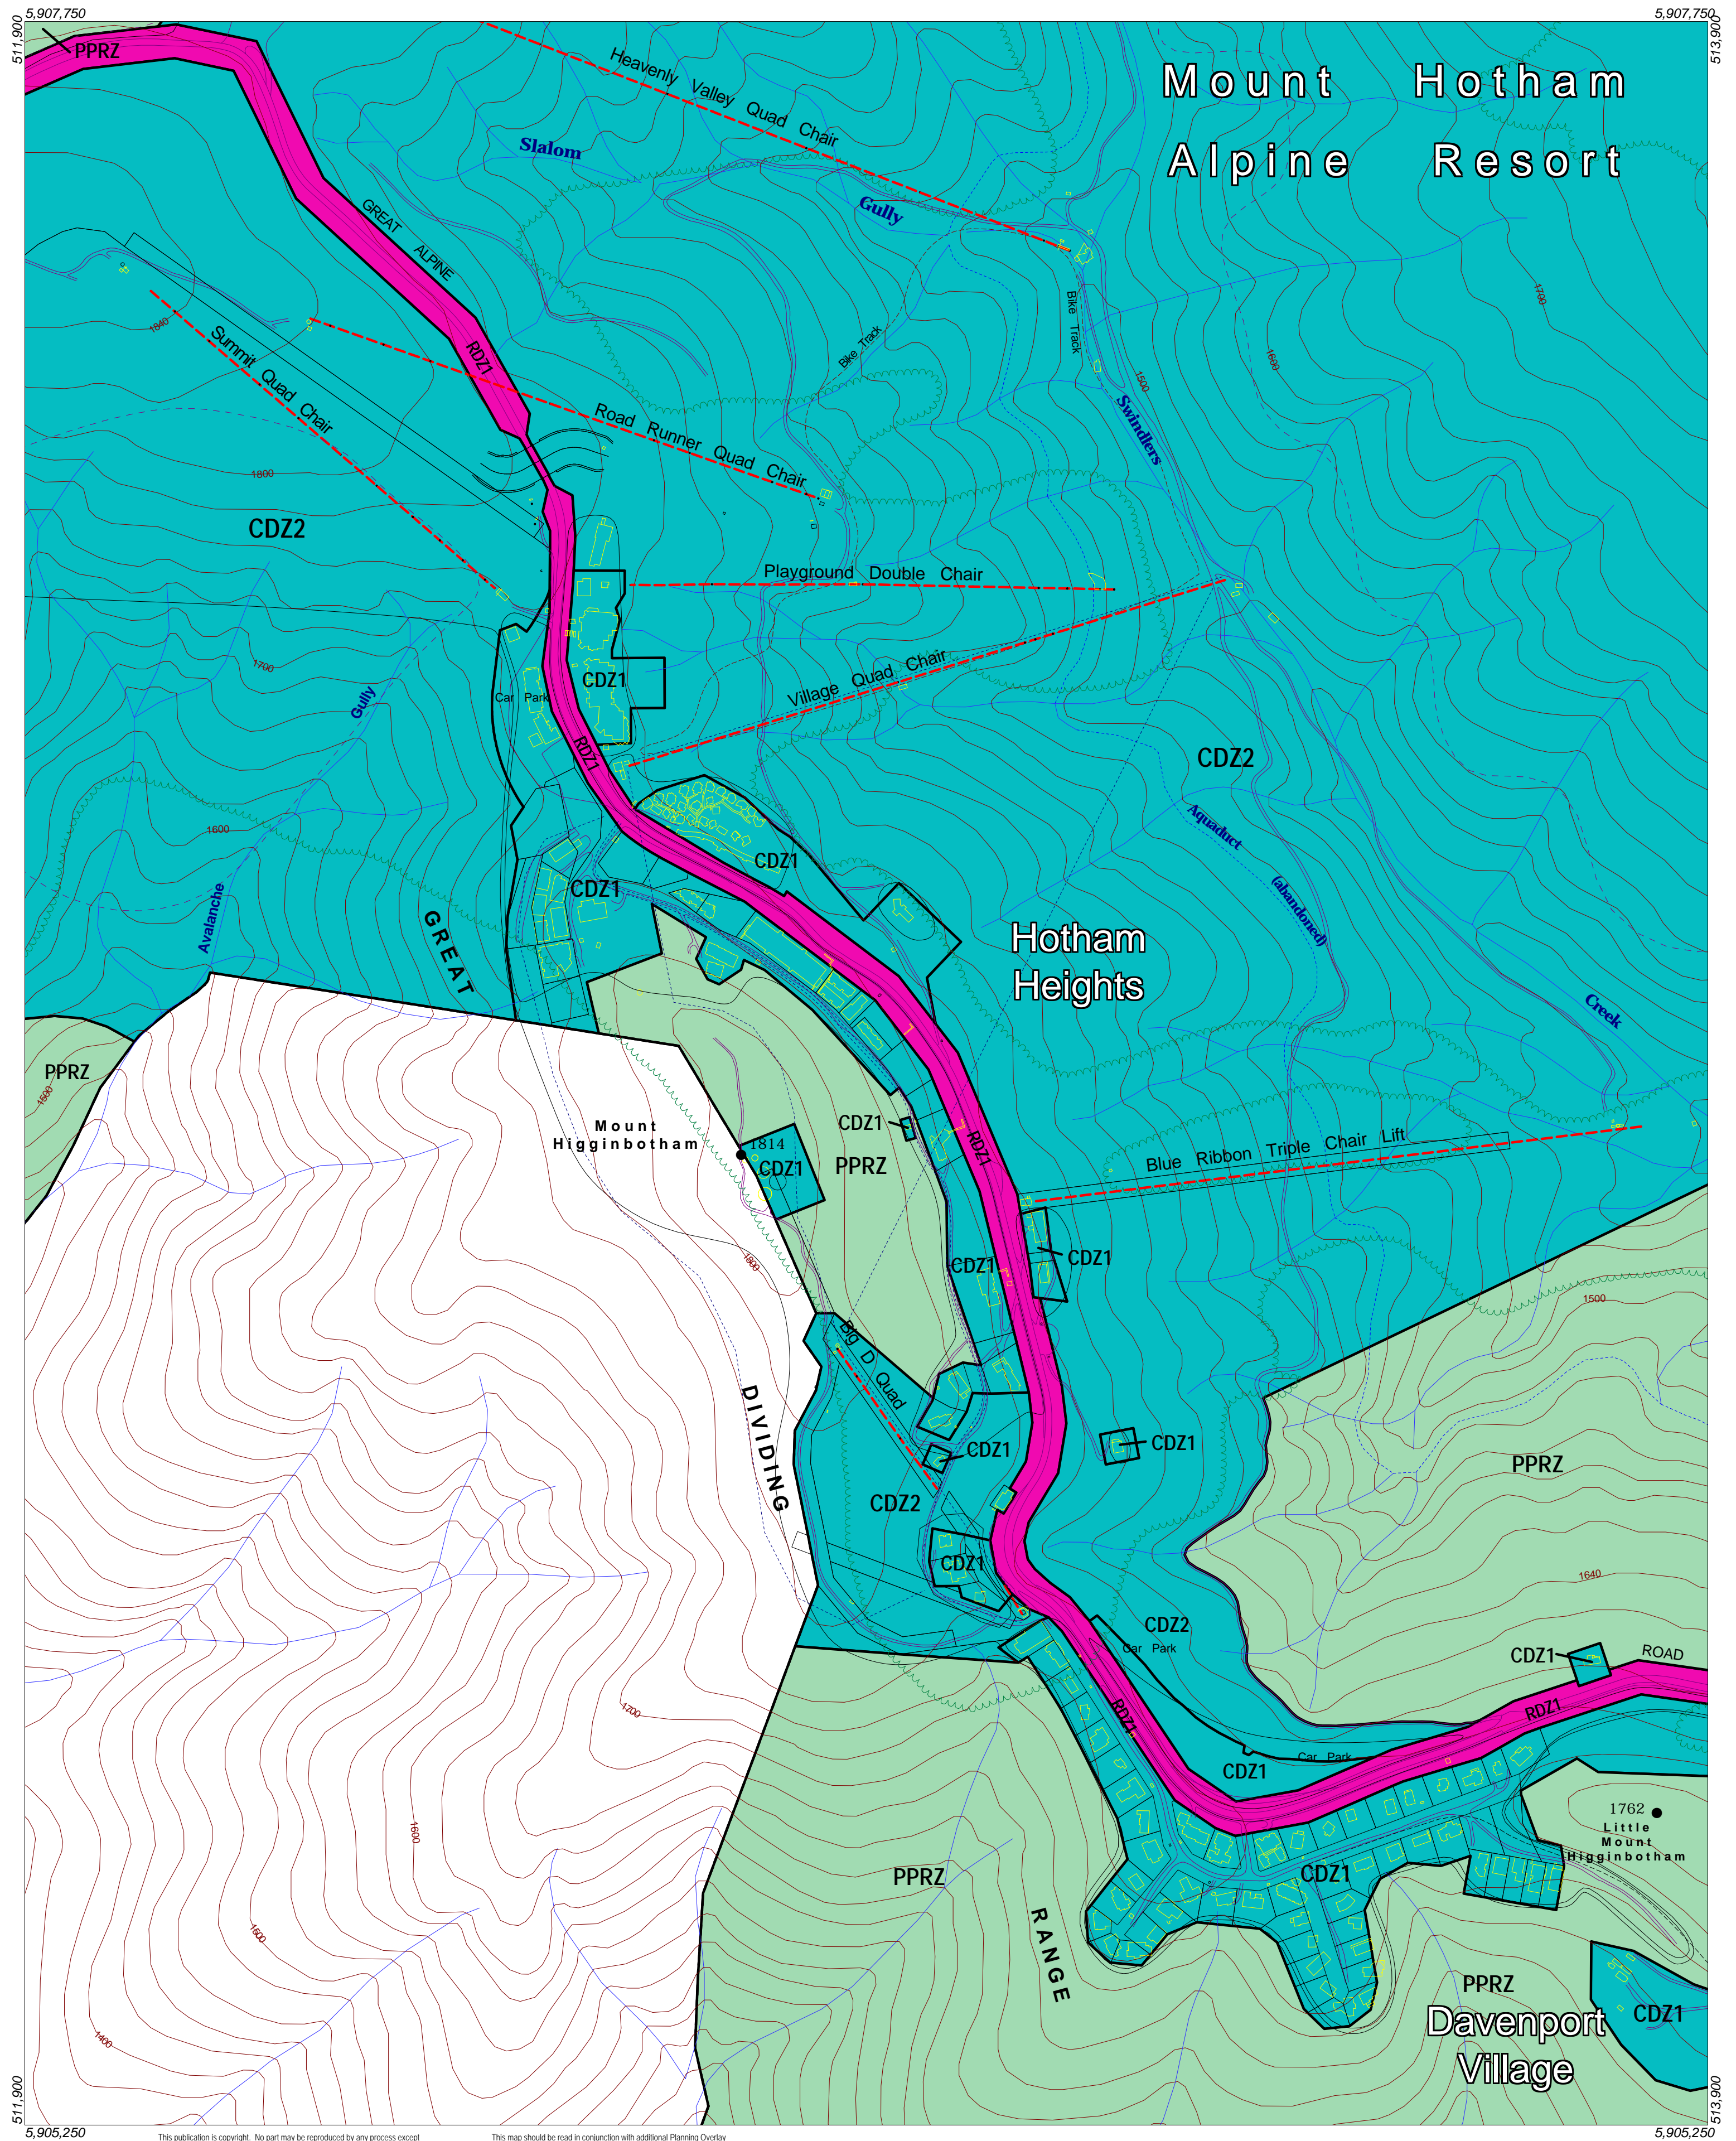 5,907,750
5,907,750
511,900
513,900
PPRZ
Mount Hotham
Alpine Resort
Heavenly Valley Quad Chair
Slalom
Gully
GREAT ALPINE
Bike Track
Bike Track
1700
1600
1500
1840
Summit Quad Chair
RDZ1
Road Runner Quad Chair
Swindlers
1800
CDZ2
Playground Double Chair
Village Quad Chair
1700
CDZ1
Car Park
Gully
RDZ1
CDZ2
1600
Aquaduct
(abandoned)
CDZ1
CDZ1
Avalanche
GREAT
Hotham
Heights
Creek
PPRZ
1500
Mount
Higginbotham
1814
CDZ1
CDZ1
PPRZ
RDZ1
Blue Ribbon Triple Chair Lift
1800
CDZ1
CDZ1
1500
Big D Quad
DIVIDING
CDZ1
CDZ1
PPRZ
CDZ2
CDZ1
1640
CDZ2
Car Park
CDZ1
ROAD
1700
RDZ1
RDZ1
Car Park
CDZ1
1762
Little
Mount
Higginbotham
1600
PPRZ
CDZ1
RANGE
1500
PPRZ
CDZ1
Davenport
Village
1400
511,900
513,900
5,905,250
5,905,250
This publication is copyright. No part may be reproduced by any process except
This map should be read in conjunction with additional Planning Overlay